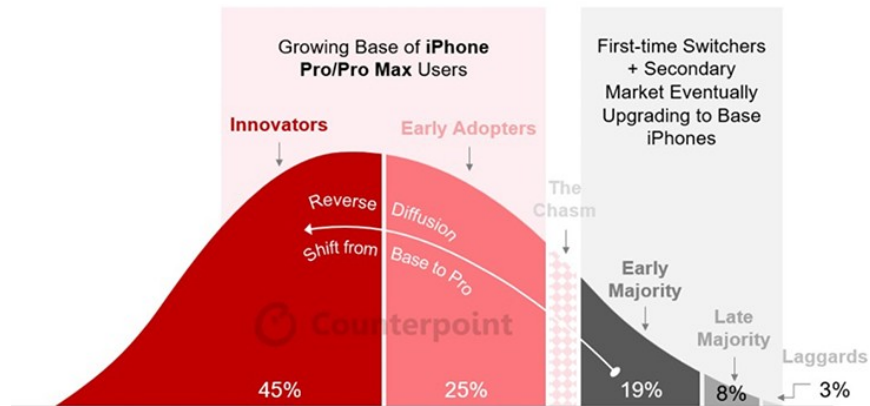 Growing Base of iPhone
Pro/Pro Max Users
First-time Switchers
+ Secondary
Market Eventually
Upgrading to Base
iPhones
Innovators
Early Adopters
The
Chasm
Early
Majority
Late
Majority
Laggards
Reverse Diffusion
Shift from Base to Pro
Counterpoint
45%
25%
19%
8%
3%